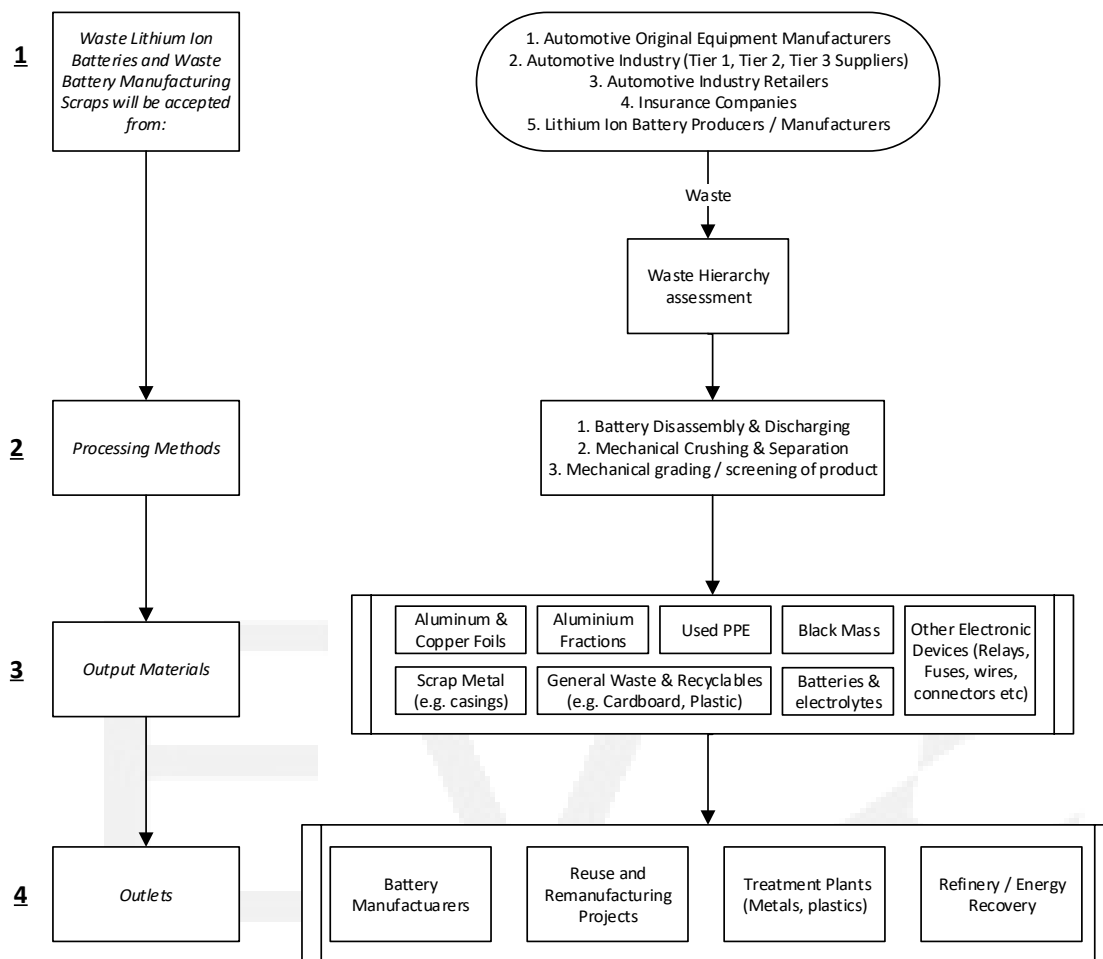 1
Waste Lithium Ion
Batteries and Waste
Battery Manufacturing
Scraps will be accepted
from:
1. Automotive Original Equipment Manufacturers
2. Automotive Industry (Tier 1, Tier 2, Tier 3 Suppliers)
3. Automotive Industry Retailers
4. Insurance Companies
5. Lithium Ion Battery Producers / Manufacturers
Waste
Waste Hierarchy
assessment
2
Processing Methods
1. Battery Disassembly & Discharging
2. Mechanical Crushing & Separation
3. Mechanical grading / screening of product
3
Output Materials
Aluminum &
Copper Foils
Aluminium
Fractions
Used PPE
Black Mass
Other Electronic
Devices (Relays,
Fuses, wires,
connectors etc)
Scrap Metal
(e.g. casings)
General Waste & Recyclables
(e.g. Cardboard, Plastic)
Batteries &
electrolytes
4
Outlets
Battery
Manufactuarers
Reuse and
Remanufacturing
Projects
Treatment Plants
(Metals, plastics)
Refinery / Energy
Recovery